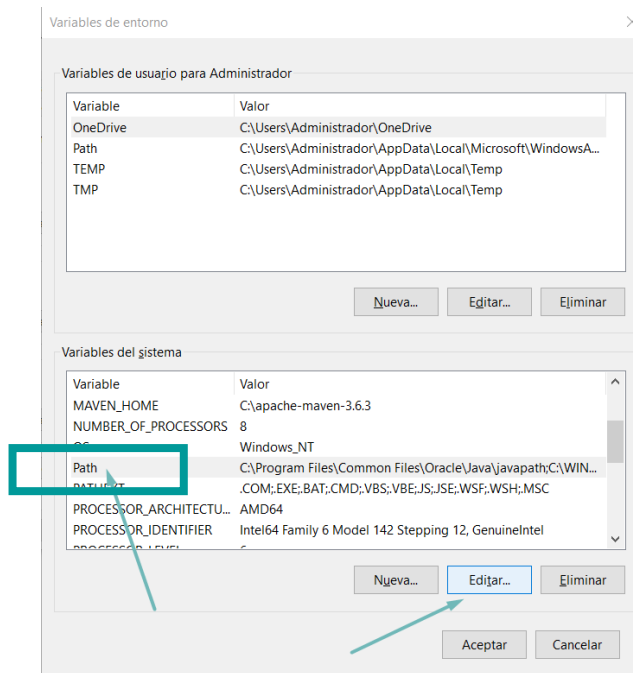 Variables de entorno
Variables de usuario para Administrador
Variable Valor
OneDrive C:\Users\Administrador\OneDrive
Path C:\Users\Administrador\AppData\Local\Microsoft\WindowsA...
TEMP C:\Users\Administrador\AppData\Local\Temp
TMP C:\Users\Administrador\AppData\Local\Temp
Nueva... Editar... Eliminar
Variables del sistema
Variable Valor
MAVEN_HOME C:\apache-maven-3.6.3
NUMBER_OF_PROCESSORS 8
Windows_NT
Path C:\Program Files\Common Files\Oracle\Java\javapath;C:\WIN...
PATHEXT .COM;.EXE;.BAT;.CMD;.VBS;.VBE;.JS;.JSE;.WSF;.WSH;.MSC
PROCESSOR_ARCHITECTU... AMD64
PROCESSOR_IDENTIFIER Intel64 Family 6 Model 142 Stepping 12, GenuineIntel
PROCESSOR_LEVEL
Nueva... Editar... Eliminar
Aceptar Cancelar